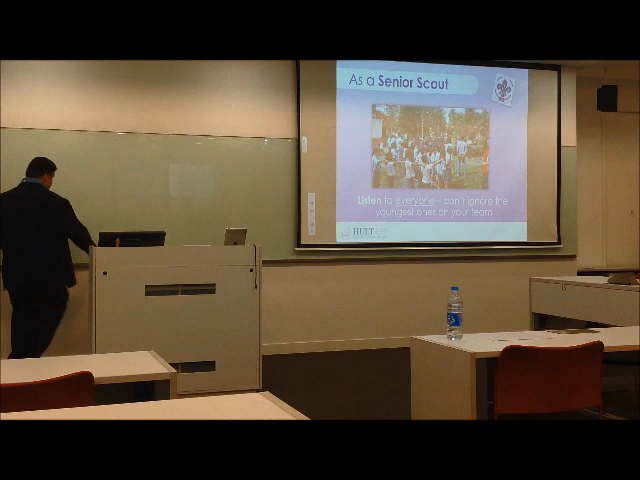 As a Senior Scout
Listen to everyone - don't ignore the
youngest ones on your team
HULT